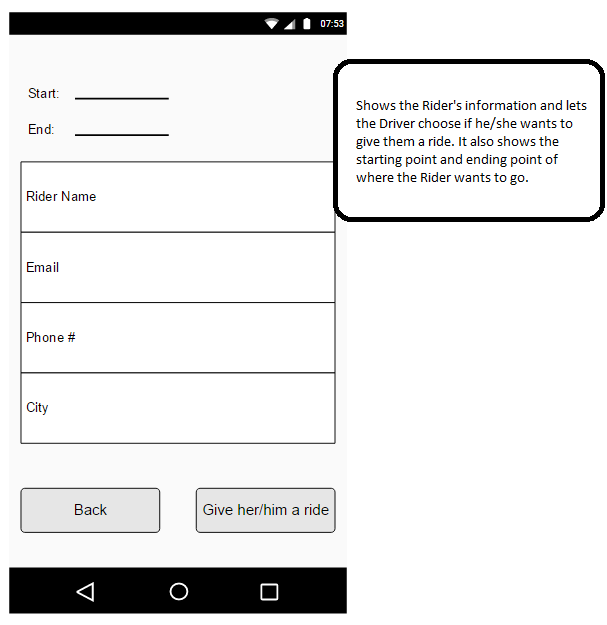 07:53
Start:
End:
Rider Name
Email
Phone #
City
Back
Give her/him a ride
Shows the Rider's information and lets
the Driver choose if he/she wants to
give them a ride. It also shows the
starting point and ending point of
where the Rider wants to go.